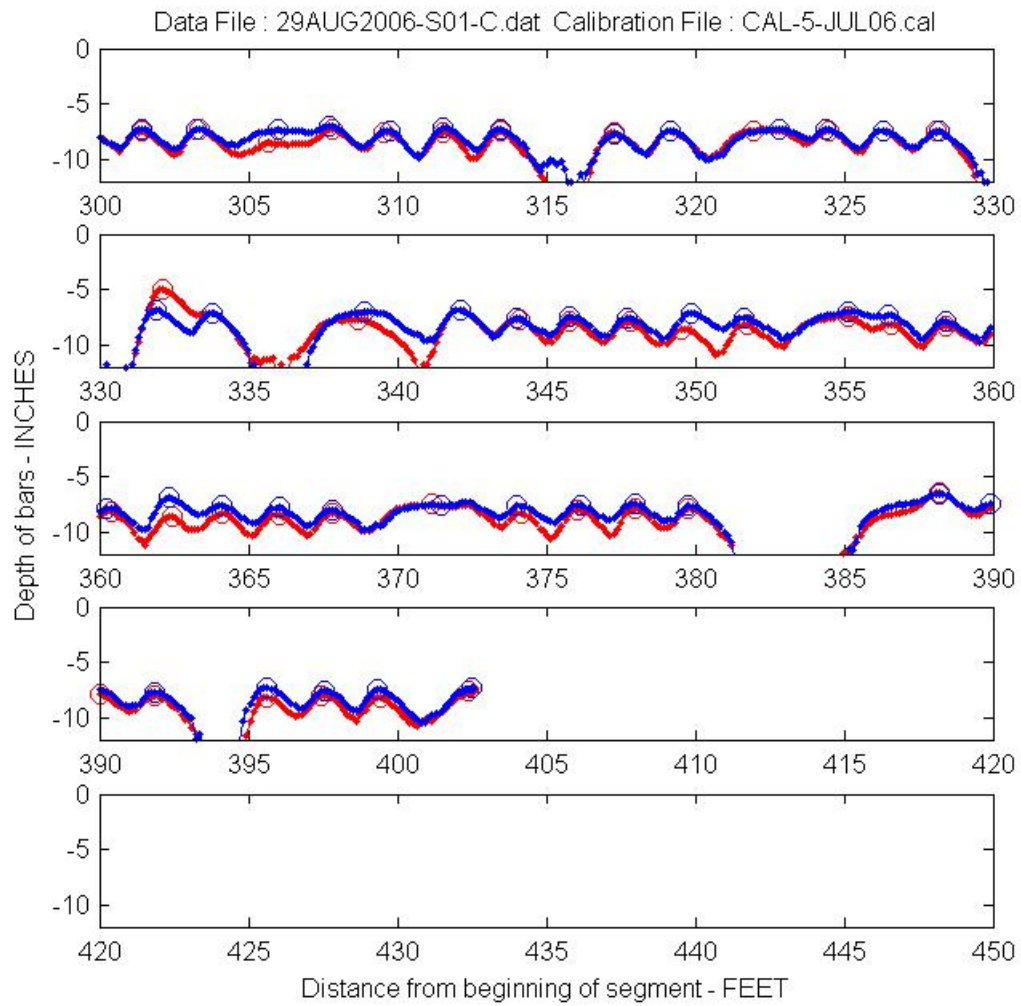 Data File : 29AUG2006-S01-C.dat Calibration File : CAL-5-JUL06.cal
0
-5
-10
300 305 310 315 320 325 330
0
-5
-10
330 335 340 345 350 355 360
0
-5
-10
360 365 370 375 380 385 390
Depth of bars - INCHES
0
-5
-10
390 395 400 405 410 415 420
0
-5
-10
420 425 430 435 440 445 450
Distance from beginning of segment - FEET